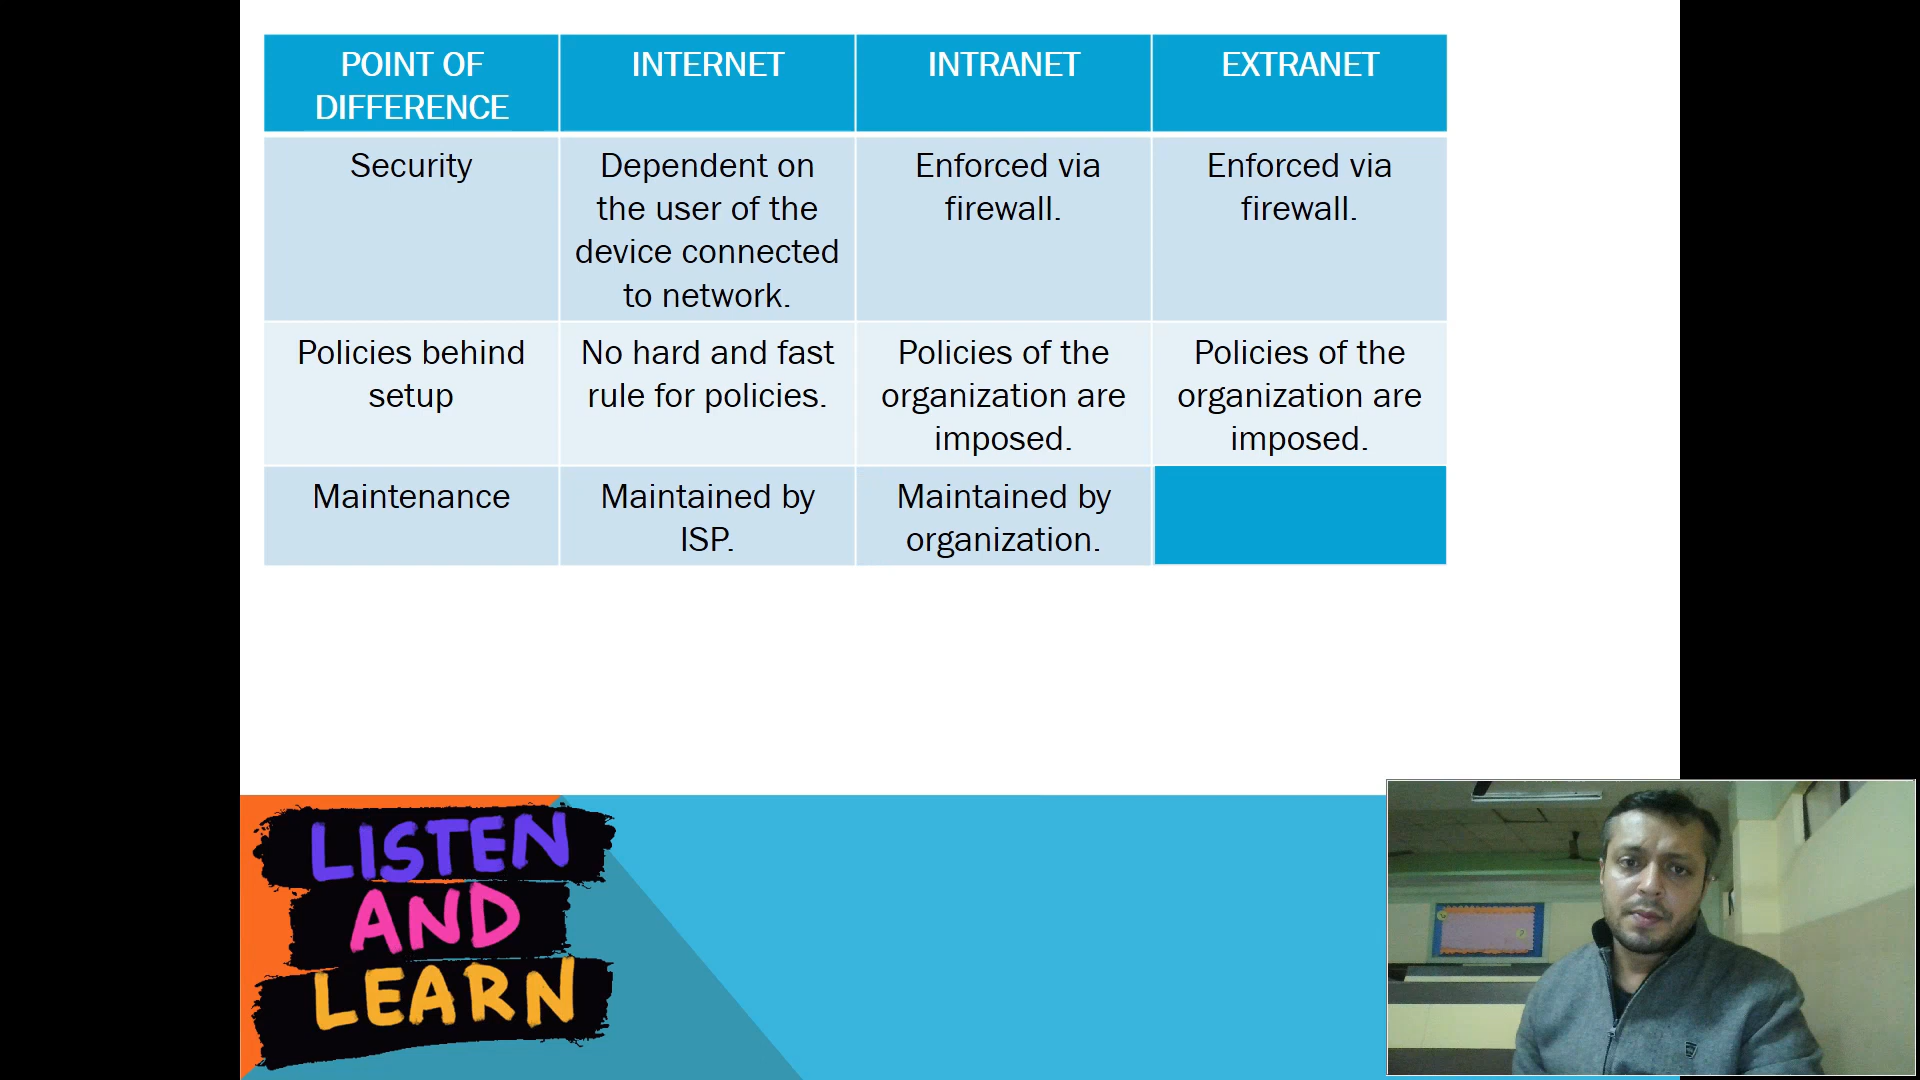 POINT OF
DIFFERENCE
INTERNET
INTRANET
EXTRANET
Security
Dependent on
the user of the
device connected
to network.
Enforced via
firewall.
Enforced via
firewall.
Policies behind
setup
No hard and fast
rule for policies.
Policies of the
organization are
imposed.
Policies of the
organization are
imposed.
Maintenance
Maintained by
ISP.
Maintained by
organization.
LISTEN
AND
LEARN